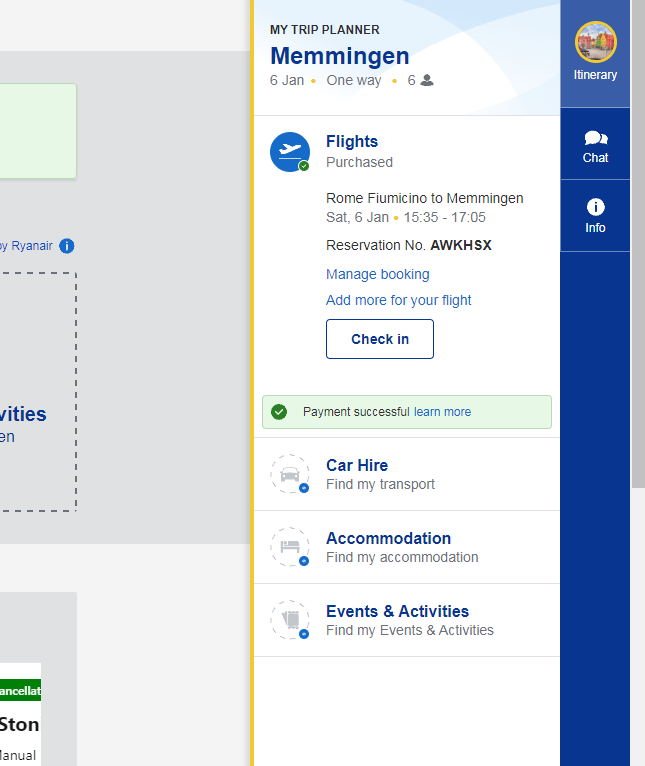 MY TRIP PLANNER
Memmingen
6 Jan • One way • 6
Itinerary
Chat
Info
Flights
Purchased
Rome Fiumicino to Memmingen
Sat, 6 Jan • 15:35 - 17:05
Reservation No. AWKHSX
Manage booking
Add more for your flight
Check in
Payment successful learn more
Car Hire
Find my transport
Accommodation
Find my accommodation
Events & Activities
Find my Events & Activities
by Ryanair
vities
en
ancellat
Ston
Manual